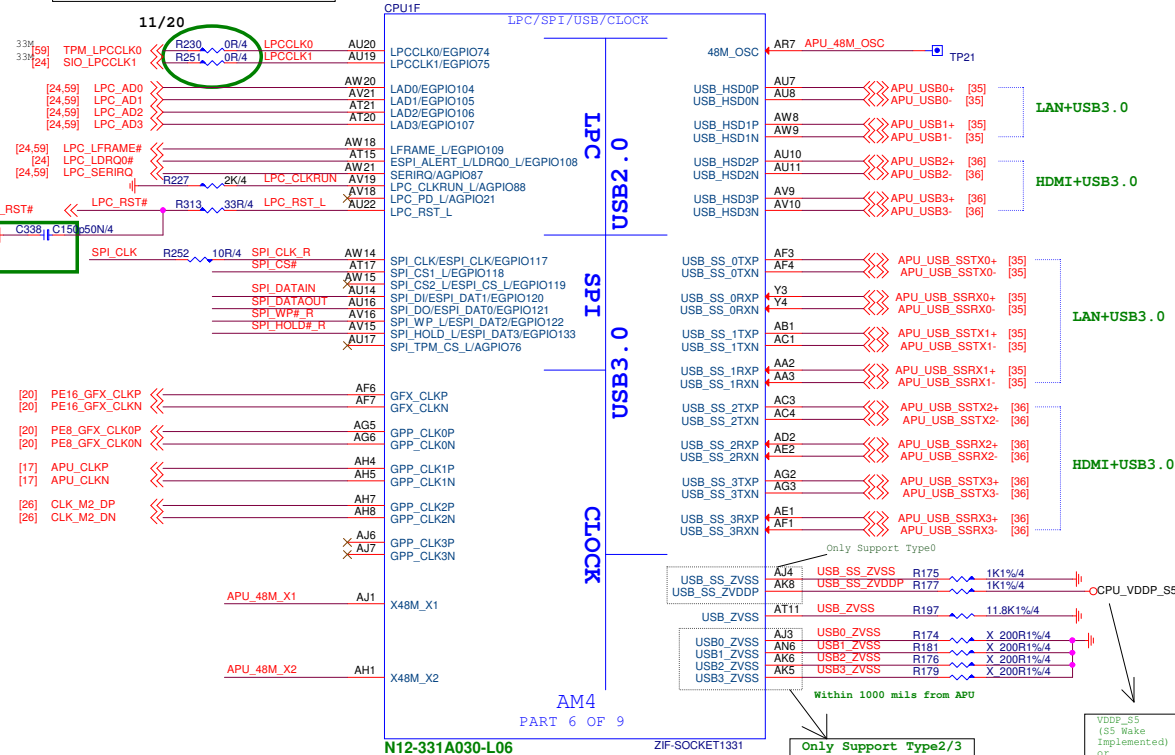 11/20
CPU1F
LPC/SPI/USB/CLOCK
33M [59] TPM_LPCCLK0 R230 0R/4 LPCCLK0 AU20 LPCCLK0/EGPIO74
33M [24] SIO_LPCCLK1 R251 0R/4 LPCCLK1 AU19 LPCCLK1/EGPIO75
[24,59] LPC_AD0 AW20 LAD0/EGPIO104
[24,59] LPC_AD1 AV21 LAD1/EGPIO105
[24,59] LPC_AD2 AT21 LAD2/EGPIO106
[24,59] LPC_AD3 AT20 LAD3/EGPIO107
[24,59] LPC_LFRAME# AW18 LFRAME_L/EGPIO109
[24] LPC_LDRQ0# AT15 ESPI_ALERT_L/LDRQ0_L/EGPIO108
[24,59] LPC_SERIRQ AW21 SERIRQ/AGPIO87
R227 2K/4 LPC_CLKRUN AV19 LPC_CLKRUN_L/AGPIO88
AV18 LPC_PD_L/AGPIO21
_RST# LPC_RST# R313 33R/4 LPC_RST_L AU22 LPC_RST_L
C338 C150p50N/4
SPI_CLK R252 10R/4 SPI_CLK_R AW14 SPI_CLK/ESPI_CLK/EGPIO117
SPI_CS# AT17 SPI_CS1_L/EGPIO118
AW15 SPI_CS2_L/ESPI_CS_L/EGPIO119
SPI_DATAIN AU14 SPI_DI/ESPI_DAT1/EGPIO120
SPI_DATAOUT AU16 SPI_DO/ESPI_DAT0/EGPIO121
SPI_WP#_R AV16 SPI_WP_L/ESPI_DAT2/EGPIO122
SPI_HOLD#_R AV15 SPI_HOLD_L/ESPI_DAT3/EGPIO133
AU17 SPI_TPM_CS_L/AGPIO76
[20] PE16_GFX_CLKP AF6 GFX_CLKP
[20] PE16_GFX_CLKN AF7 GFX_CLKN
[20] PE8_GFX_CLK0P AG5 GPP_CLK0P
[20] PE8_GFX_CLK0N AG6 GPP_CLK0N
[17] APU_CLKP AH4 GPP_CLK1P
[17] APU_CLKN AH5 GPP_CLK1N
[26] CLK_M2_DP AH7 GPP_CLK2P
[26] CLK_M2_DN AH8 GPP_CLK2N
AJ6 GPP_CLK3P
AJ7 GPP_CLK3N
APU_48M_X1 AJ1 X48M_X1
APU_48M_X2 AH1 X48M_X2
LPC
USB2.0
SPI
USB3.0
CLOCK
48M_OSC AR7 APU_48M_OSC TP21
USB_HSD0P AU7 APU_USB0+ [35]
USB_HSD0N AU8 APU_USB0- [35]
LAN+USB3.0
USB_HSD1P AW8 APU_USB1+ [35]
USB_HSD1N AW9 APU_USB1- [35]
USB_HSD2P AU10 APU_USB2+ [36]
USB_HSD2N AU11 APU_USB2- [36]
HDMI+USB3.0
USB_HSD3P AV9 APU_USB3+ [36]
USB_HSD3N AV10 APU_USB3- [36]
USB_SS_0TXP AF3 APU_USB_SSTX0+ [35]
USB_SS_0TXN AF4 APU_USB_SSTX0- [35]
USB_SS_0RXP Y3 APU_USB_SSRX0+ [35]
USB_SS_0RXN Y4 APU_USB_SSRX0- [35]
LAN+USB3.0
USB_SS_1TXP AB1 APU_USB_SSTX1+ [35]
USB_SS_1TXN AC1 APU_USB_SSTX1- [35]
USB_SS_1RXP AA2 APU_USB_SSRX1+ [35]
USB_SS_1RXN AA3 APU_USB_SSRX1- [35]
USB_SS_2TXP AC3 APU_USB_SSTX2+ [36]
USB_SS_2TXN AC4 APU_USB_SSTX2- [36]
USB_SS_2RXP AD2 APU_USB_SSRX2+ [36]
USB_SS_2RXN AE2 APU_USB_SSRX2- [36]
HDMI+USB3.0
USB_SS_3TXP AG2 APU_USB_SSTX3+ [36]
USB_SS_3TXN AG3 APU_USB_SSTX3- [36]
USB_SS_3RXP AE1 APU_USB_SSRX3+ [36]
USB_SS_3RXN AF1 APU_USB_SSRX3- [36]
Only Support Type0
USB_SS_ZVSS AJ4 USB_SS_ZVSS R175 1K1%/4
USB_SS_ZVDDP AK8 USB_SS_ZVDDP R177 1K1%/4 CPU_VDDP_S5
USB_ZVSS AT11 USB_ZVSS R197 11.8K1%/4
USB0_ZVSS AJ3 USB0_ZVSS R174 X_200R1%/4
USB1_ZVSS AN6 USB1_ZVSS R181 X_200R1%/4
USB2_ZVSS AK6 USB2_ZVSS R176 X_200R1%/4
USB3_ZVSS AK5 USB3_ZVSS R179 X_200R1%/4
Within 1000 mils from APU
AM4
PART 6 OF 9
N12-331A030-L06
ZIF-SOCKET1331
Only Support Type2/3
VDDP_S5
(S5 Wake
Implemented)
or